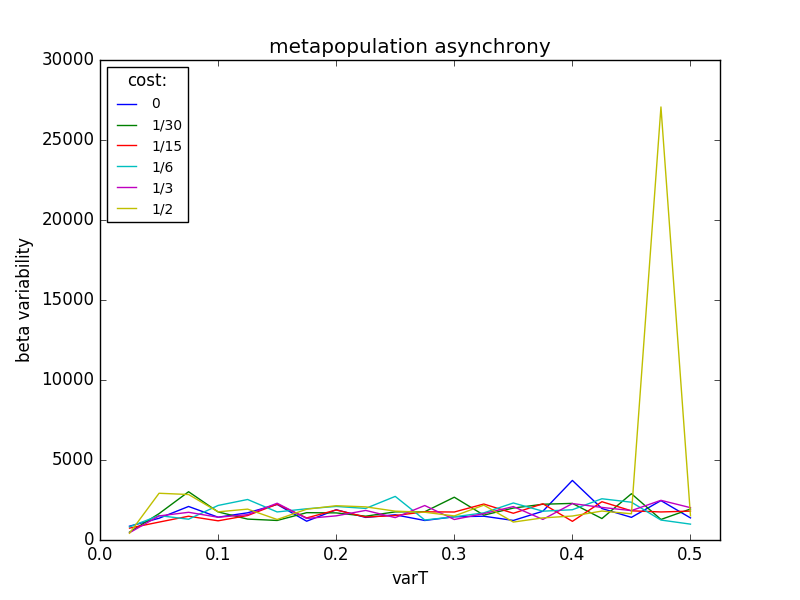 metapopulation asynchrony
30000
25000
20000
15000
10000
5000
0
beta variability
cost:
0
1/30
1/15
1/6
1/3
1/2
0.0 0.1 0.2 0.3 0.4 0.5
varT